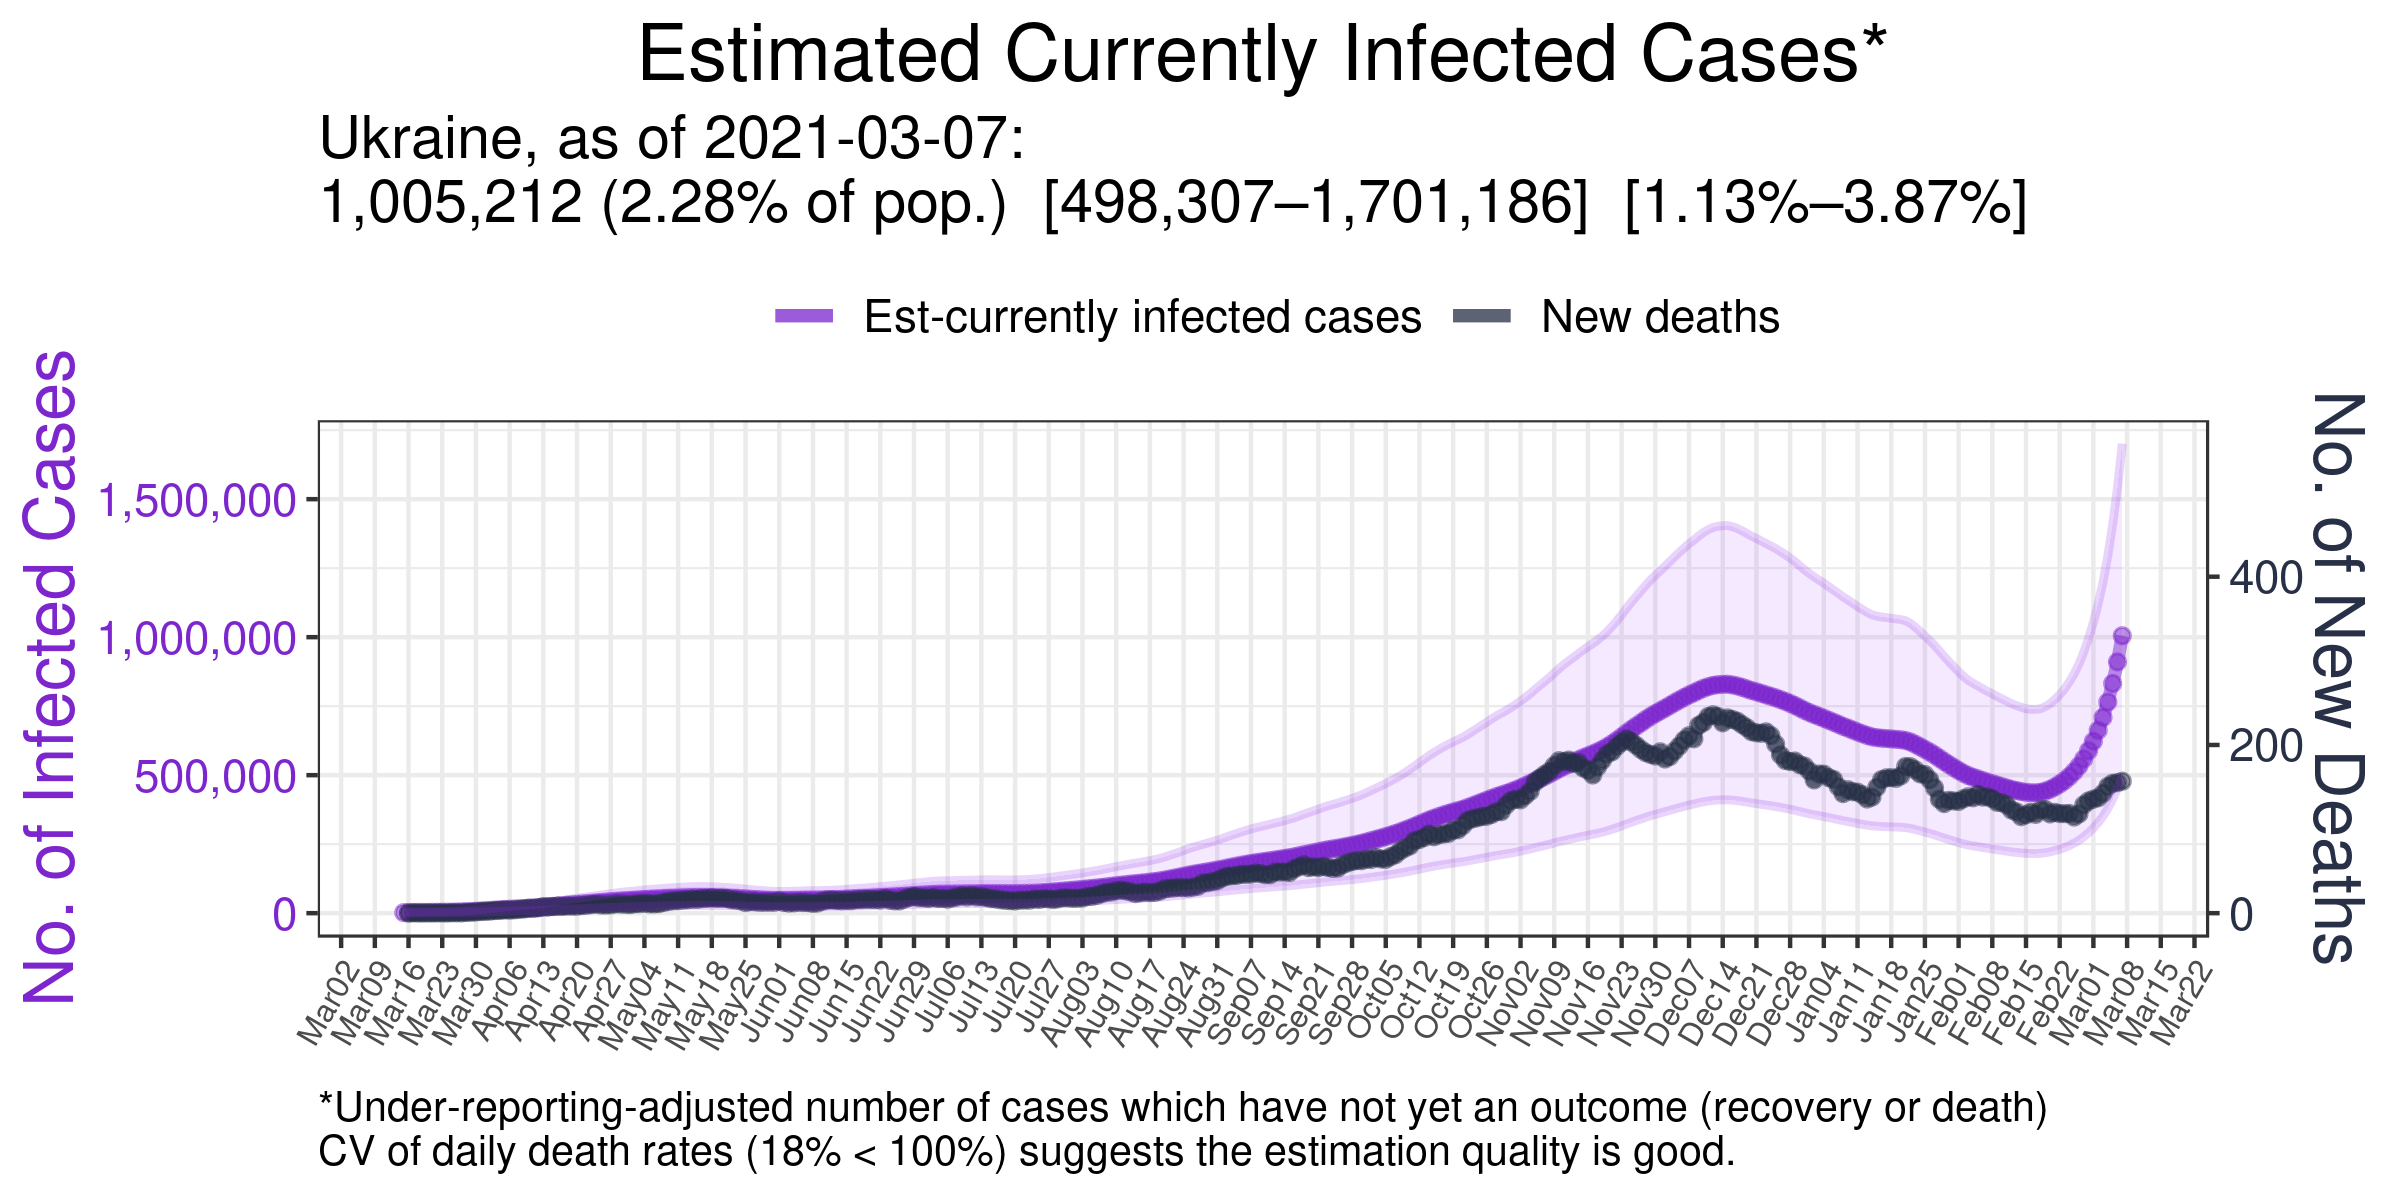 Estimated Currently Infected Cases*
Ukraine, as of 2021-03-07:
1,005,212 (2.28% of pop.) [498,307–1,701,186] [1.13%–3.87%]
Est-currently infected cases
New deaths
No. of Infected Cases
1,500,000
1,000,000
500,000
0
No. of New Deaths
400
200
0
Mar02
Mar09
Mar16
Mar23
Mar30
Apr06
Apr13
Apr20
Apr27
May04
May11
May18
May25
Jun01
Jun08
Jun15
Jun22
Jun29
Jul06
Jul13
Jul20
Jul27
Aug03
Aug10
Aug17
Aug24
Aug31
Sep07
Sep14
Sep21
Sep28
Oct05
Oct12
Oct19
Oct26
Nov02
Nov09
Nov16
Nov23
Nov30
Dec07
Dec14
Dec21
Dec28
Jan04
Jan11
Jan18
Jan25
Feb01
Feb08
Feb15
Feb22
Mar01
Mar08
Mar15
Mar22
*Under-reporting-adjusted number of cases which have not yet an outcome (recovery or death)
CV of daily death rates (18% < 100%) suggests the estimation quality is good.